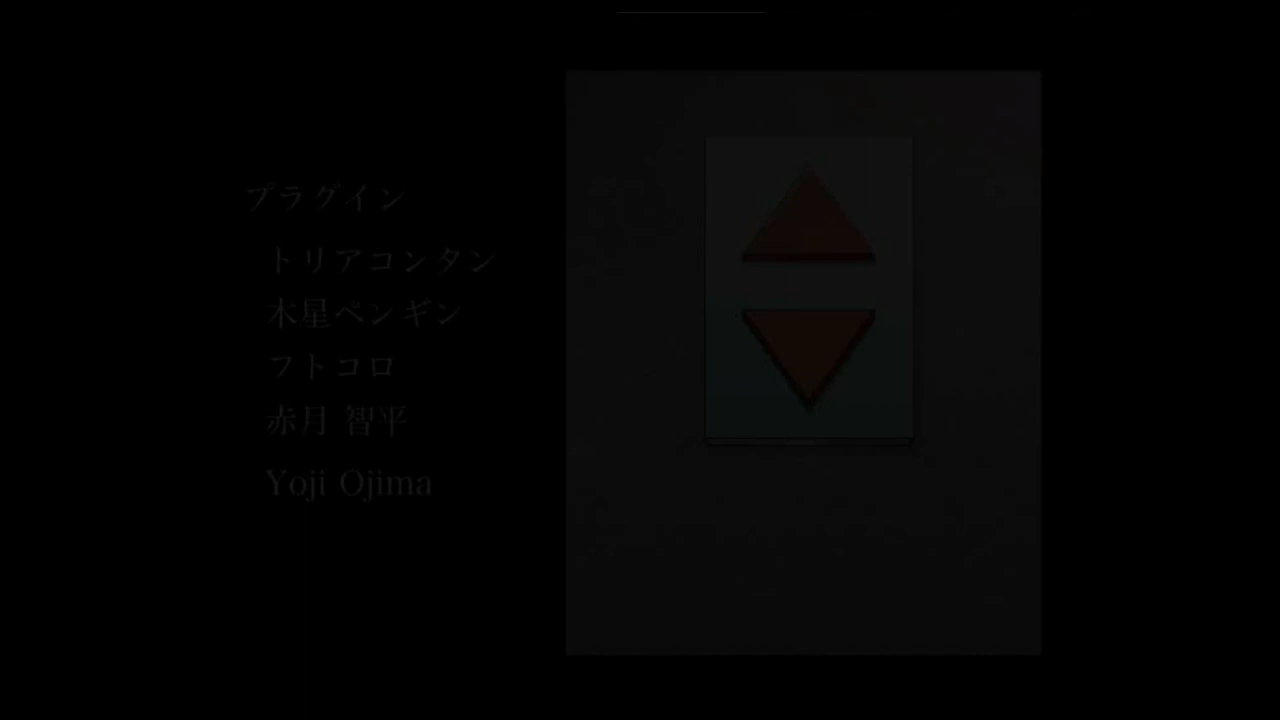 プラグイン
トリアコンタン
木星ペンギン
フトコロ
赤月 智平
Yoji Ojima